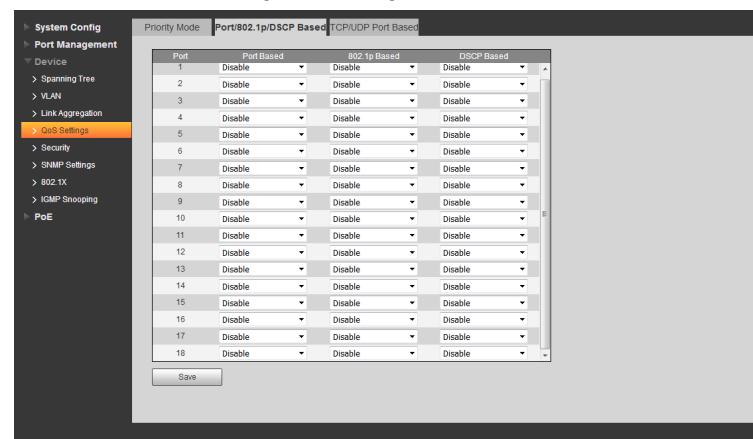 System Config
Port Management
Device
Spanning Tree
VLAN
Link Aggregation
QoS Settings
Security
SNMP Settings
802.1X
IGMP Snooping
PoE
Priority Mode Port/802.1p/DSCP Based TCP/UDP Port Based
Port Port Based 802.1p Based DSCP Based
1 Disable Disable Disable
2 Disable Disable Disable
3 Disable Disable Disable
4 Disable Disable Disable
5 Disable Disable Disable
6 Disable Disable Disable
7 Disable Disable Disable
8 Disable Disable Disable
9 Disable Disable Disable
10 Disable Disable Disable
11 Disable Disable Disable
12 Disable Disable Disable
13 Disable Disable Disable
14 Disable Disable Disable
15 Disable Disable Disable
16 Disable Disable Disable
17 Disable Disable Disable
18 Disable Disable Disable
Save